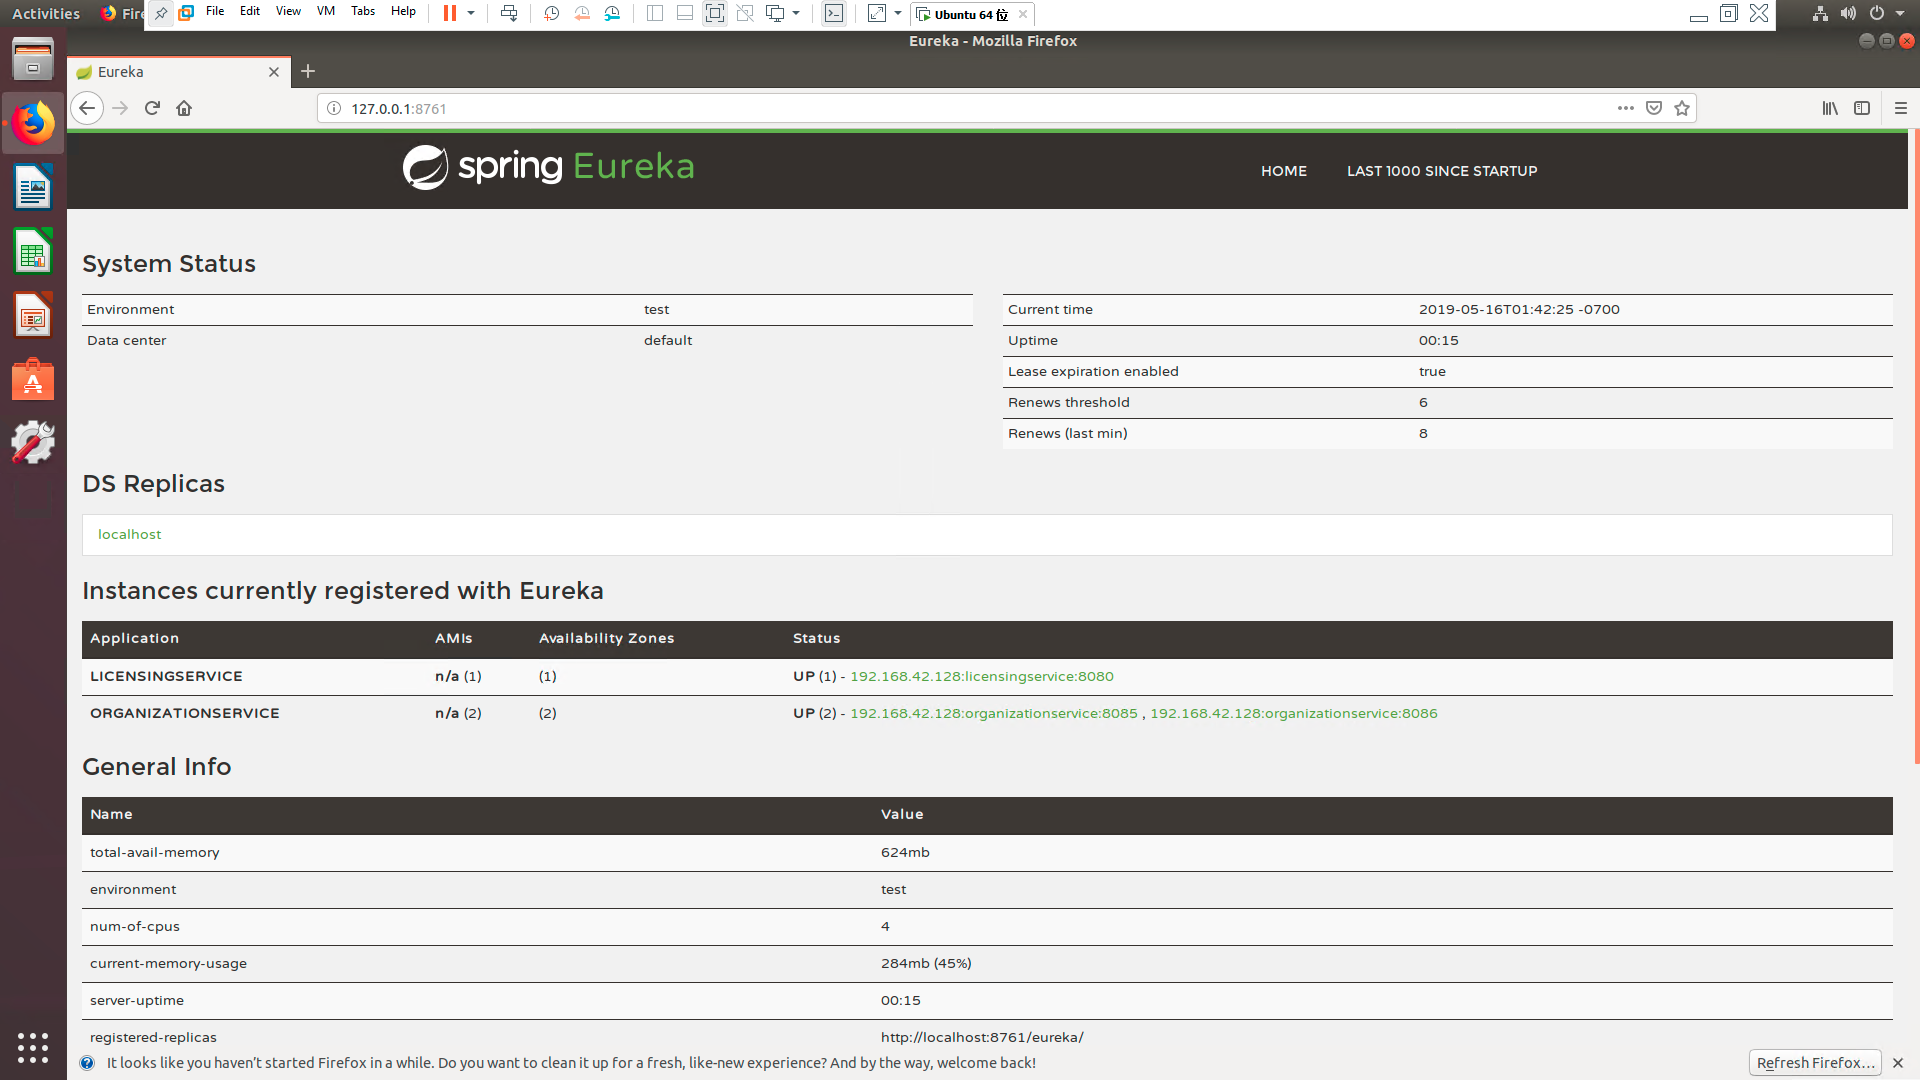 Activities
Fire
File Edit View VM Tabs Help
Ubuntu 64 位
Eureka - Mozilla Firefox
Eureka
127.0.0.1:8761
spring Eureka
HOME LAST 1000 SINCE STARTUP
System Status
Environment test
Data center default
Current time 2019-05-16T01:42:25 -0700
Uptime 00:15
Lease expiration enabled true
Renews threshold 6
Renews (last min) 8
DS Replicas
localhost
Instances currently registered with Eureka
Application AMIs Availability Zones Status
LICENSINGSERVICE n/a (1) (1) UP (1) - 192.168.42.128:licensingservice:8080
ORGANIZATIONSERVICE n/a (2) (2) UP (2) - 192.168.42.128:organizationservice:8085 , 192.168.42.128:organizationservice:8086
General Info
Name Value
total-avail-memory 624mb
environment test
num-of-cpus 4
current-memory-usage 284mb (45%)
server-uptime 00:15
registered-replicas http://localhost:8761/eureka/
It looks like you haven't started Firefox in a while. Do you want to clean it up for a fresh, like-new experience? And by the way, welcome back!
Refresh Firefox...